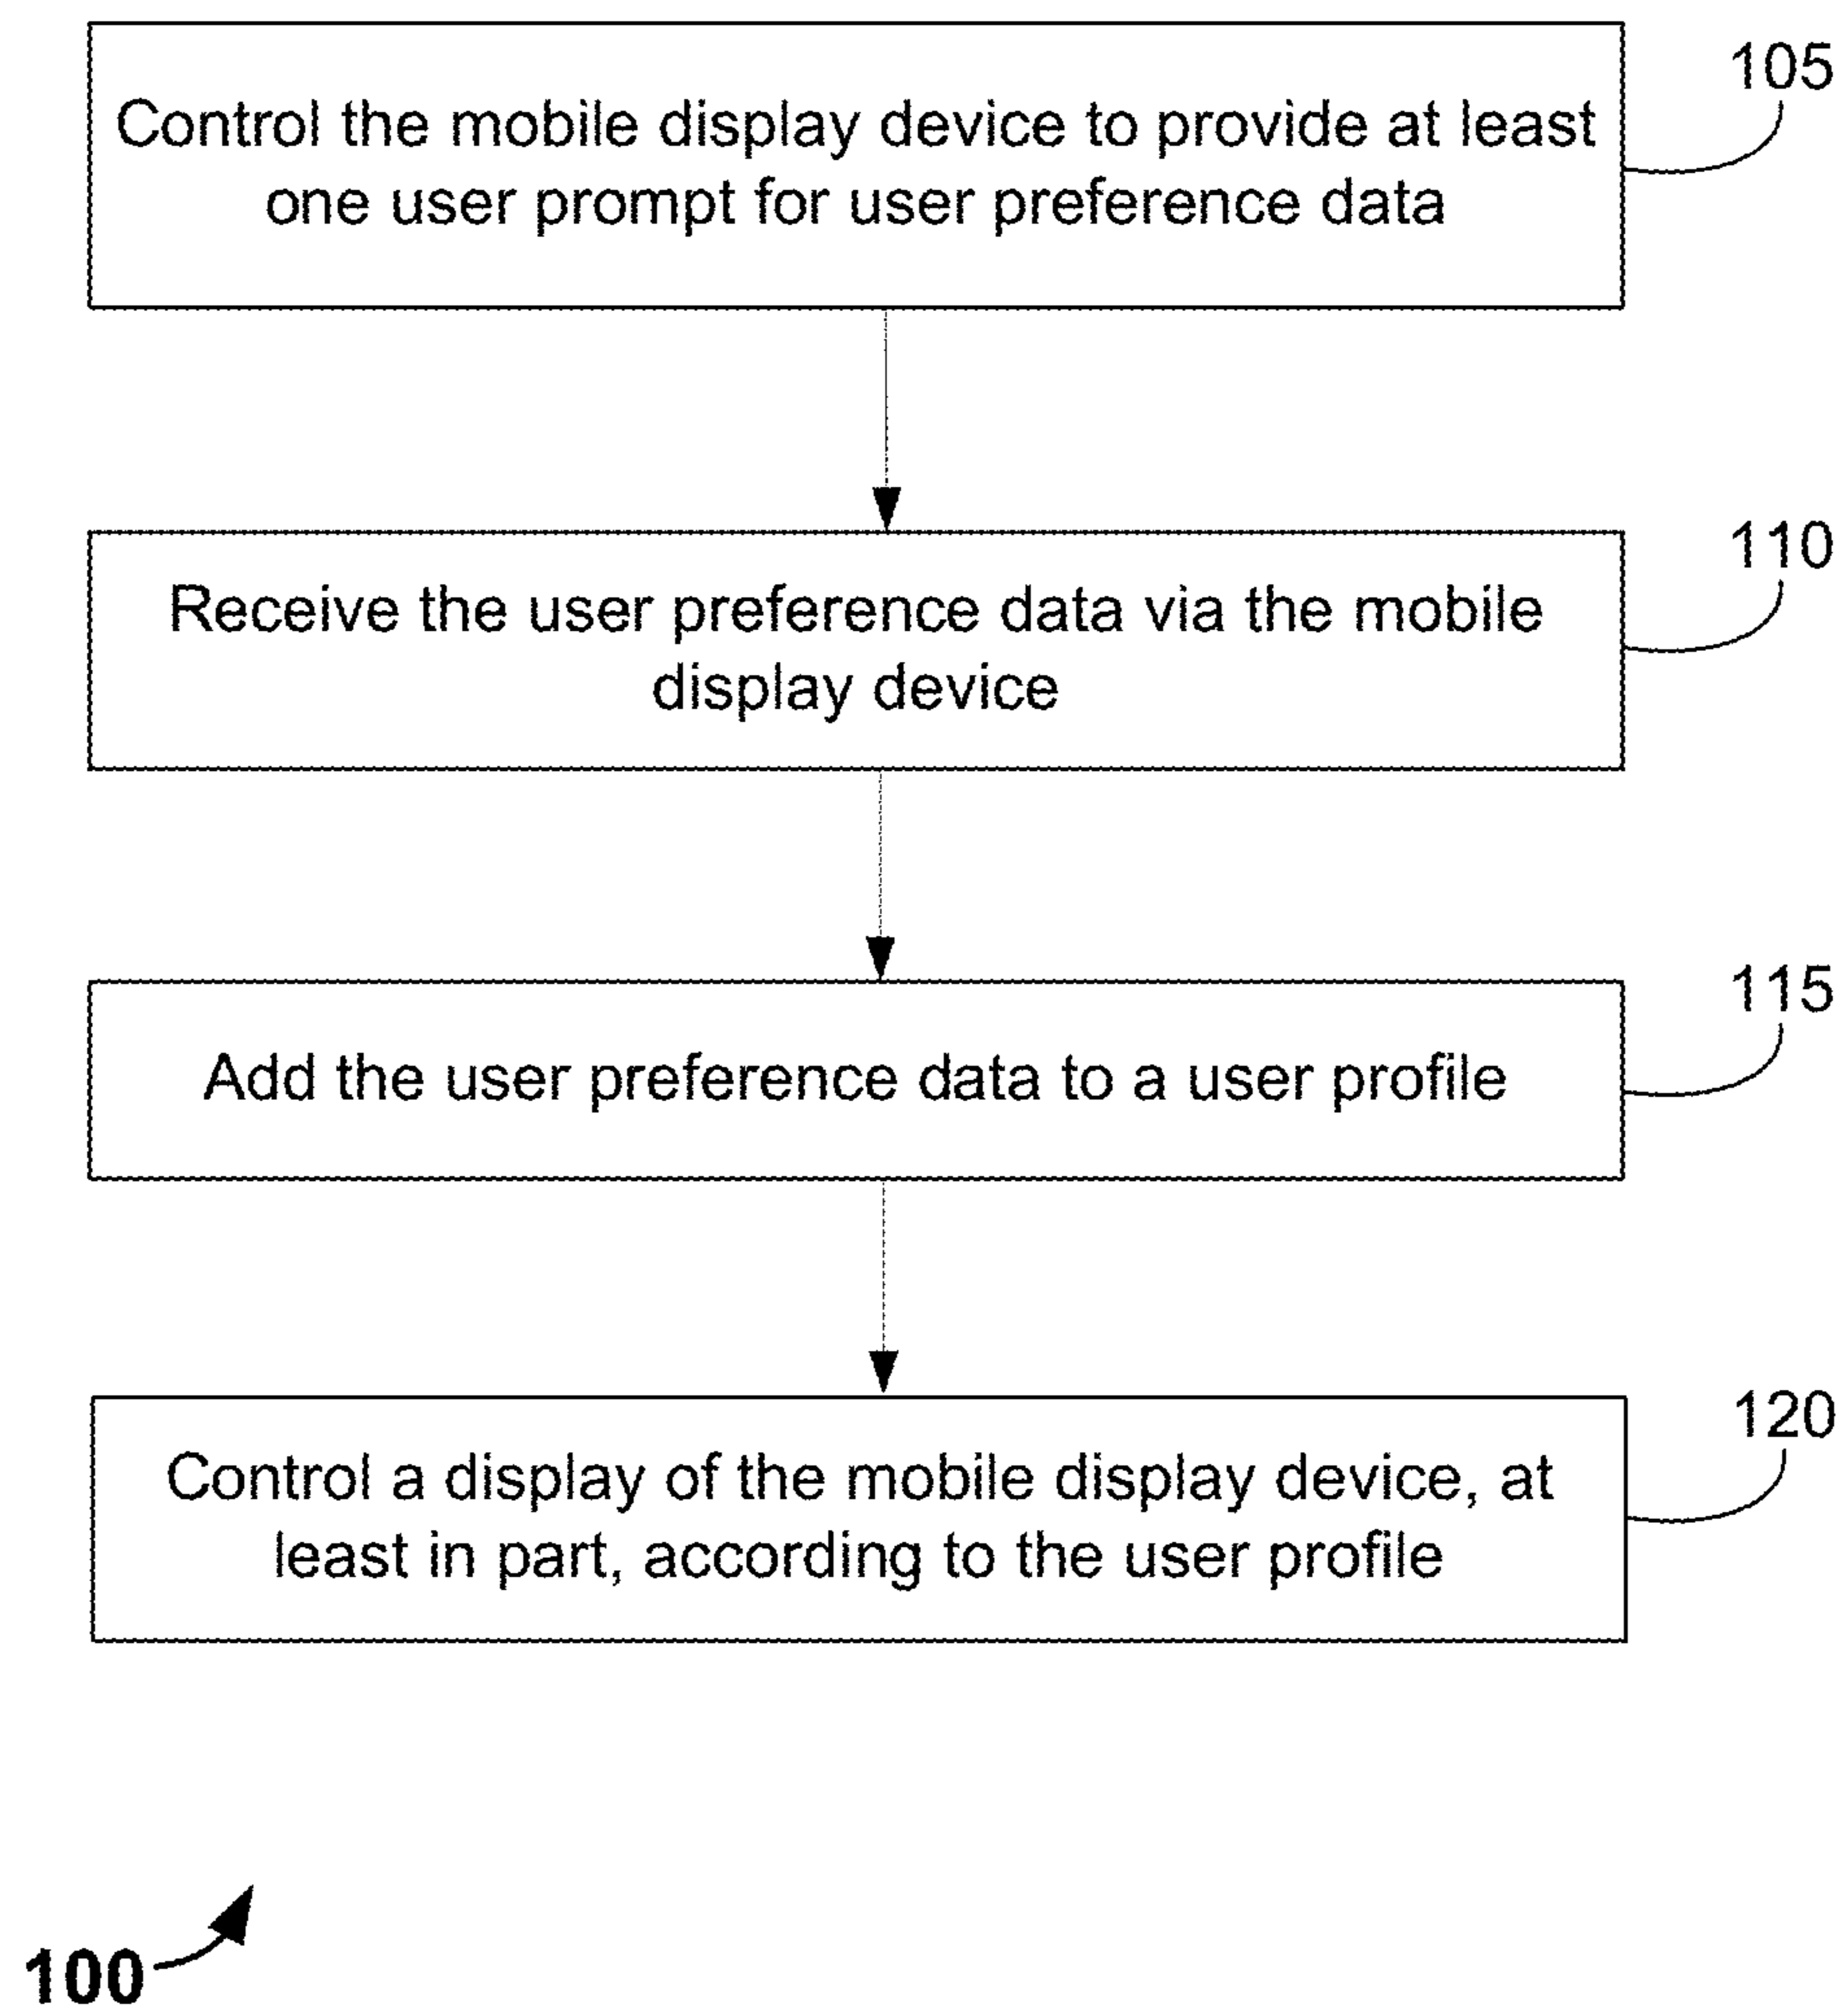 105
Control the mobile display device to provide at least
one user prompt for user preference data
110
Receive the user preference data via the mobile
display device
115
Add the user preference data to a user profile
120
Control a display of the mobile display device, at
least in part, according to the user profile
100